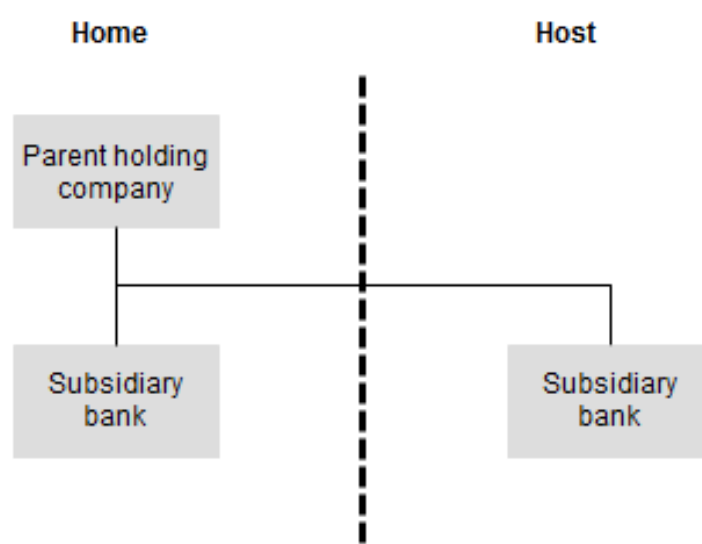 Home
Host
Parent holding
company
Subsidiary
bank
Subsidiary
bank